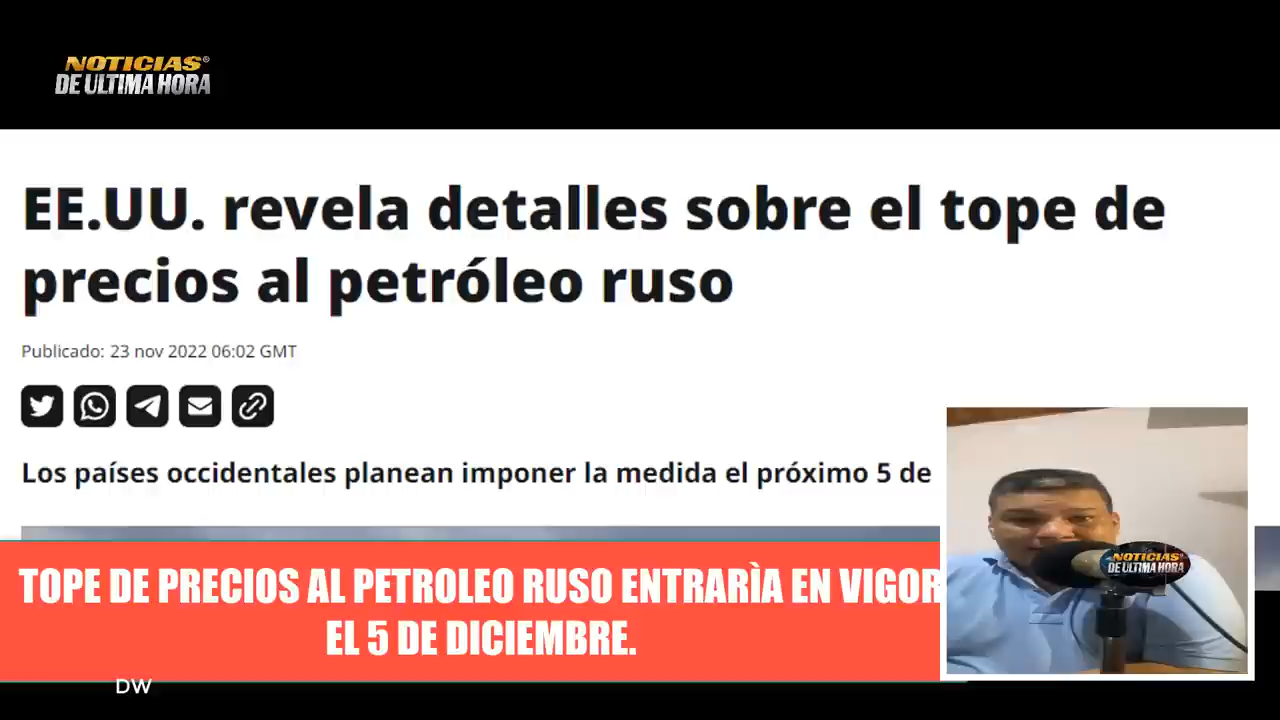 NOTICIAS®
DE ULTIMA HORA
EE.UU. revela detalles sobre el tope de
precios al petróleo ruso
Publicado: 23 nov 2022 06:02 GMT
Los países occidentales planean imponer la medida el próximo 5 de
TOPE DE PRECIOS AL PETROLEO RUSO ENTRARÌA EN VIGOR
EL 5 DE DICIEMBRE.
NOTICIAS
DE ULTIMA HORA
DW